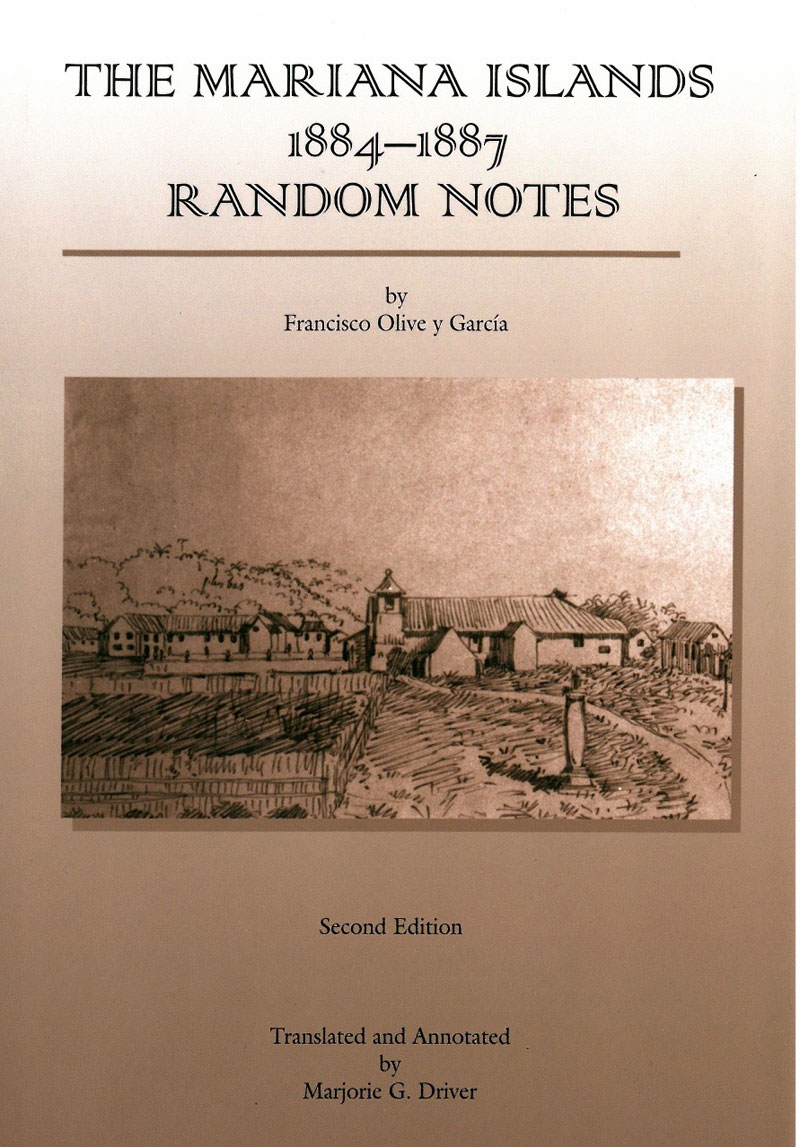 THE MARIANA ISLANDS
1884–1887
RANDOM NOTES
by
Francisco Olive y García
Second Edition
Translated and Annotated
by
Marjorie G. Driver